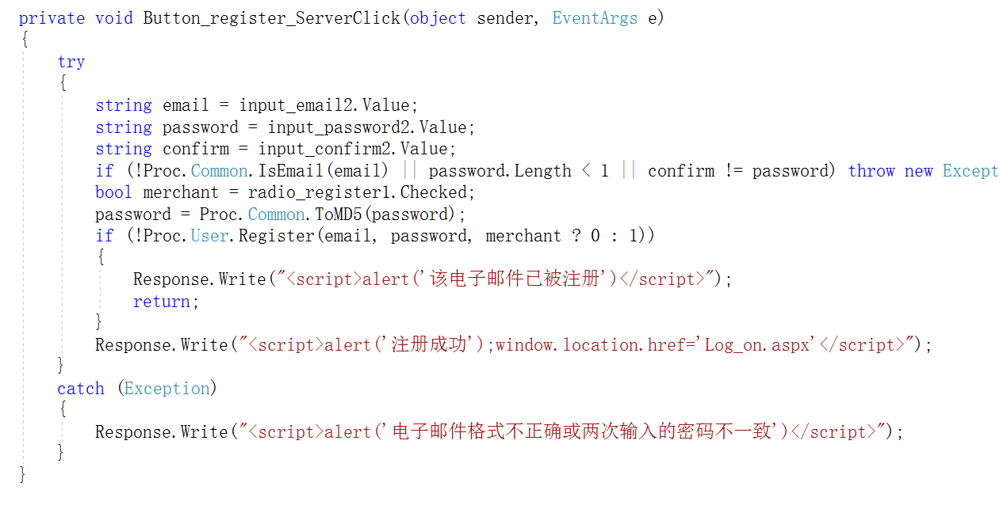 private void Button_register_ServerClick(object sender, EventArgs e)
{
    try
    {
        string email = input_email2.Value;
        string password = input_password2.Value;
        string confirm = input_confirm2.Value;
        if (!Proc.Common.IsEmail(email) || password.Length < 1 || confirm != password) throw new Except
        bool merchant = radio_register1.Checked;
        password = Proc.Common.ToMD5(password);
        if (!Proc.User.Register(email, password, merchant ? 0 : 1))
        {
            Response.Write("<script>alert('该电子邮件已被注册')</script>");
            return;
        }
        Response.Write("<script>alert('注册成功');window.location.href='Log_on.aspx'</script>");
    }
    catch (Exception)
    {
        Response.Write("<script>alert('电子邮件格式不正确或两次输入的密码不一致')</script>");
    }
}